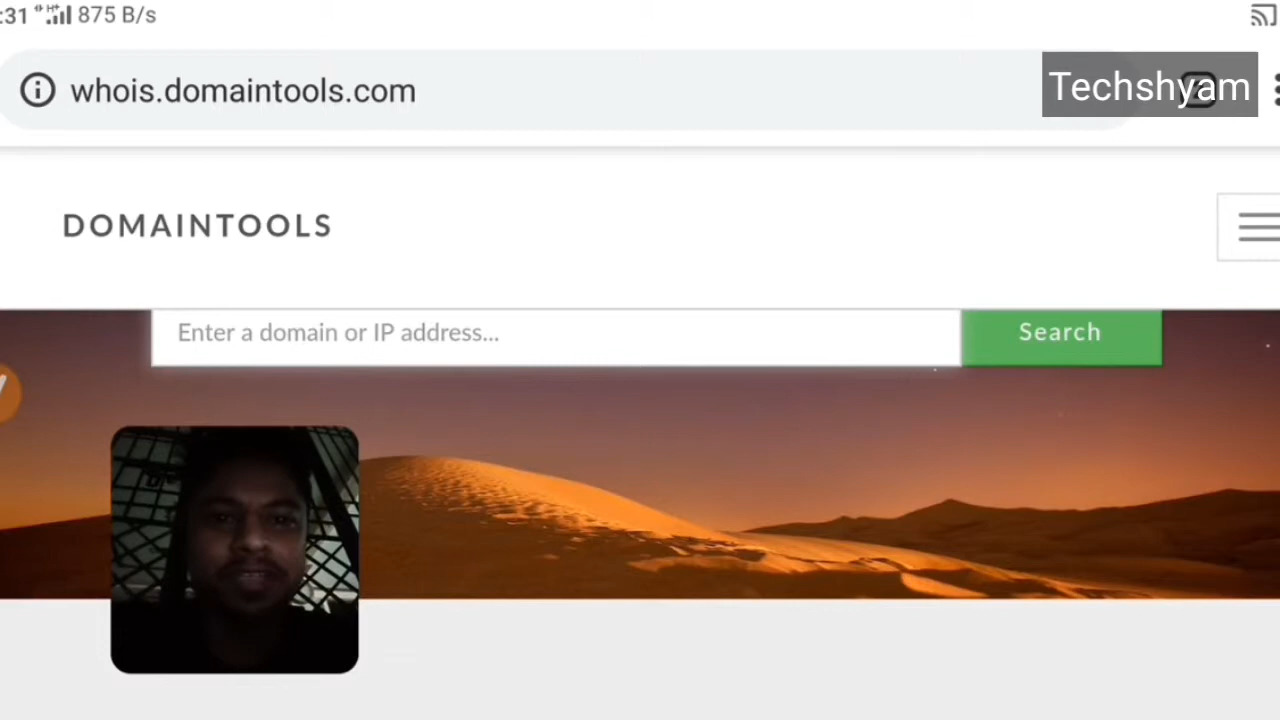 :31 875 B/s
whois.domaintools.com
Techshyam
DOMAINTOOLS
Enter a domain or IP address...
Search